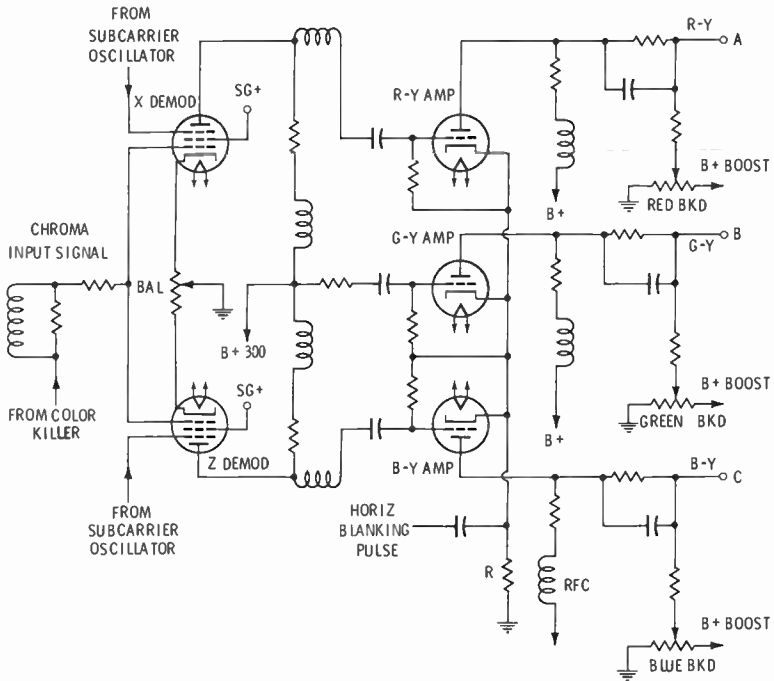 FROM
SUBCARRIER
OSCILLATOR
X DEMOD
SG+
R-Y AMP
R-Y
A
B+ BOOST
RED BKD
B+
CHROMA
INPUT SIGNAL
BAL
B+ 300
G-Y AMP
G-Y
B
B+ BOOST
GREEN BKD
B+
FROM COLOR
KILLER
SG+
Z DEMOD
B-Y AMP
B-Y
C
FROM
SUBCARRIER
OSCILLATOR
HORIZ
BLANKING
PULSE
R
RFC
B+ BOOST
BLUE BKD